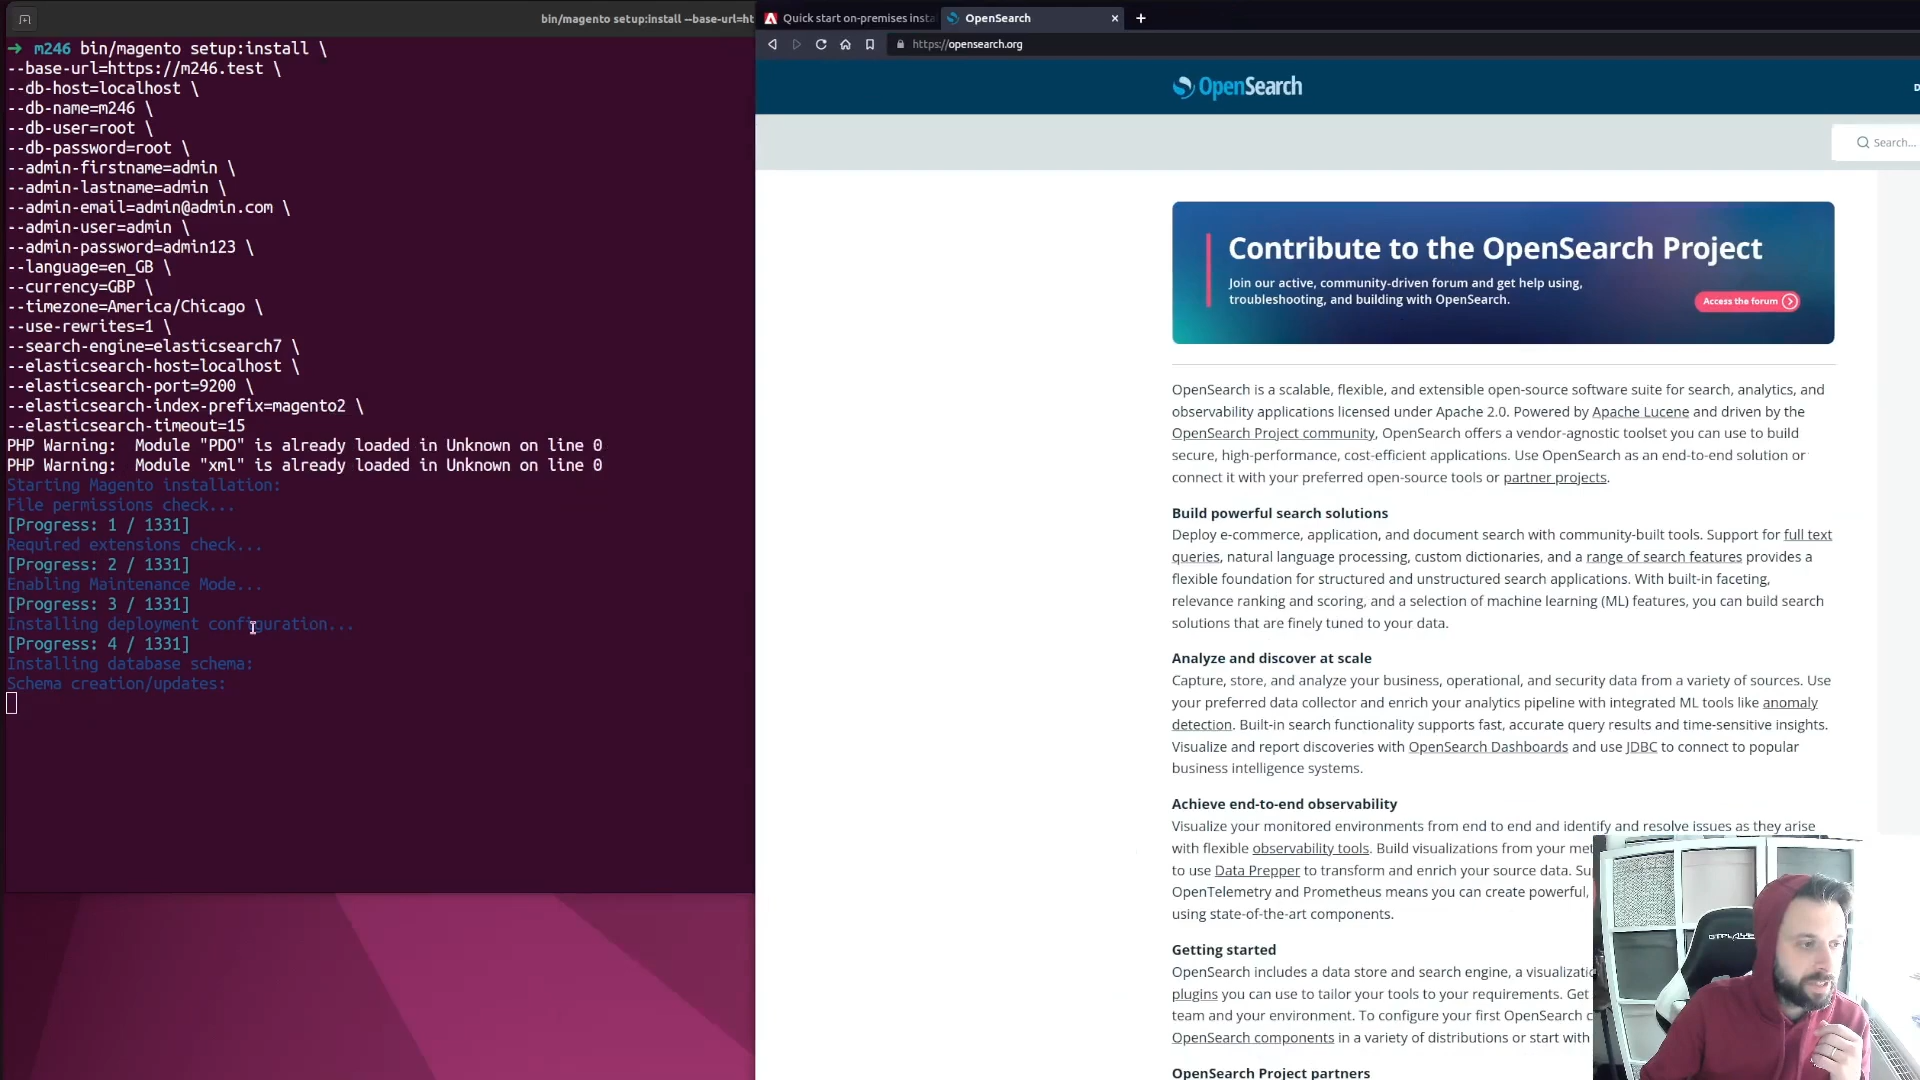 bin/magento setup:install --base-url=ht
➜ m246 bin/magento setup:install \
--base-url=https://m246.test \
--db-host=localhost \
--db-name=m246 \
--db-user=root \
--db-password=root \
--admin-firstname=admin \
--admin-lastname=admin \
--admin-email=admin@admin.com \
--admin-user=admin \
--admin-password=admin123 \
--language=en_GB \
--currency=GBP \
--timezone=America/Chicago \
--use-rewrites=1 \
--search-engine=elasticsearch7 \
--elasticsearch-host=localhost \
--elasticsearch-port=9200 \
--elasticsearch-index-prefix=magento2 \
--elasticsearch-timeout=15
PHP Warning:  Module "PDO" is already loaded in Unknown on line 0
PHP Warning:  Module "xml" is already loaded in Unknown on line 0
Starting Magento installation:
File permissions check...
[Progress: 1 / 1331]
Required extensions check...
[Progress: 2 / 1331]
Enabling Maintenance Mode...
[Progress: 3 / 1331]
Installing deployment configuration...
[Progress: 4 / 1331]
Installing database schema:
Schema creation/updates:
Quick start on-premises insta
OpenSearch
https://opensearch.org
OpenSearch
D
Search...
Contribute to the OpenSearch Project
Join our active, community-driven forum and get help using,
troubleshooting, and building with OpenSearch.
Access the forum
OpenSearch is a scalable, flexible, and extensible open-source software suite for search, analytics, and
observability applications licensed under Apache 2.0. Powered by Apache Lucene and driven by the
OpenSearch Project community, OpenSearch offers a vendor-agnostic toolset you can use to build
secure, high-performance, cost-efficient applications. Use OpenSearch as an end-to-end solution or
connect it with your preferred open-source tools or partner projects.
Build powerful search solutions
Deploy e-commerce, application, and document search with community-built tools. Support for full text
queries, natural language processing, custom dictionaries, and a range of search features provides a
flexible foundation for structured and unstructured search applications. With built-in faceting,
relevance ranking and scoring, and a selection of machine learning (ML) features, you can build search
solutions that are finely tuned to your data.
Analyze and discover at scale
Capture, store, and analyze your business, operational, and security data from a variety of sources. Use
your preferred data collector and enrich your analytics pipeline with integrated ML tools like anomaly
detection. Built-in search functionality supports fast, accurate query results and time-sensitive insights.
Visualize and report discoveries with OpenSearch Dashboards and use JDBC to connect to popular
business intelligence systems.
Achieve end-to-end observability
Visualize your monitored environments from end to end and identify and resolve issues as they arise
with flexible observability tools. Build visualizations from your met
to use Data Prepper to transform and enrich your source data. Su
OpenTelemetry and Prometheus means you can create powerful,
using state-of-the-art components.
Getting started
OpenSearch includes a data store and search engine, a visualizatio
plugins you can use to tailor your tools to your requirements. Get
team and your environment. To configure your first OpenSearch c
OpenSearch components in a variety of distributions or start with
OpenSearch Project partners